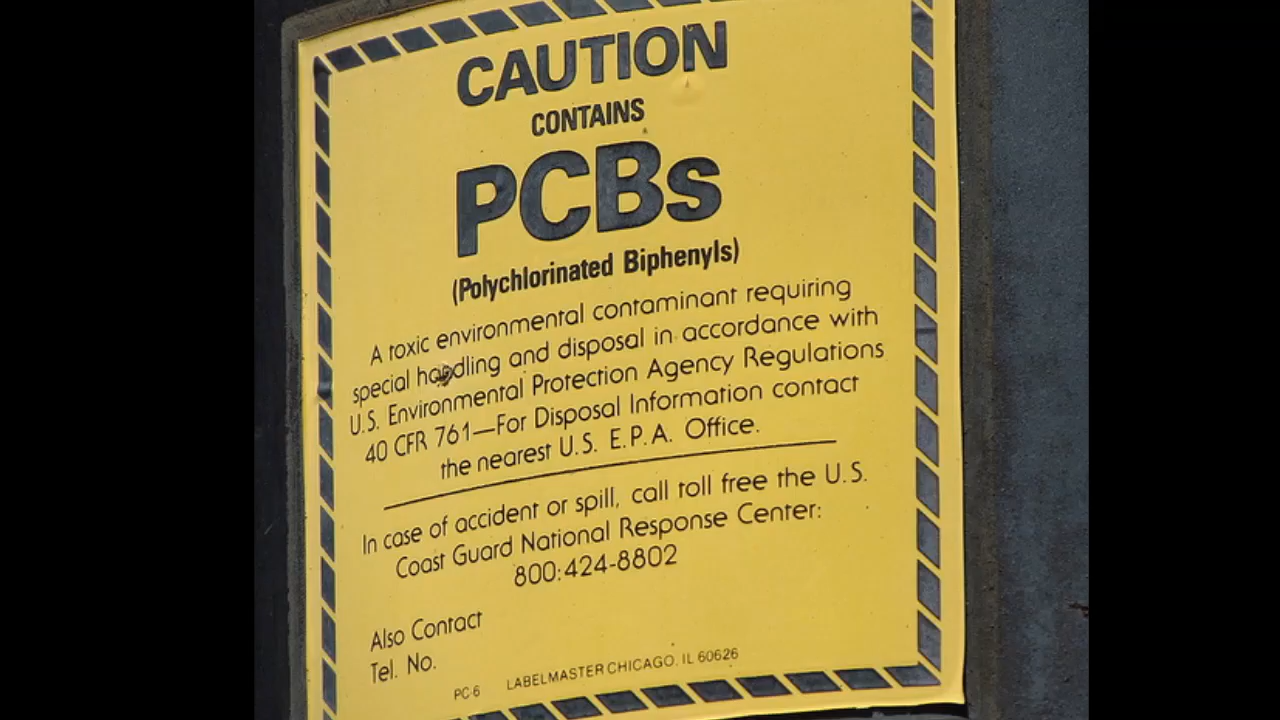 CAUTION
CONTAINS
PCBs
(Polychlorinated Biphenyls)
A toxic environmental contaminant requiring
special handling and disposal in accordance with
U.S. Environmental Protection Agency Regulations
40 CFR 761—For Disposal Information contact
the nearest U.S. E.P.A. Office.
In case of accident or spill, call toll free the U.S.
Coast Guard National Response Center:
800:424-8802
Also Contact
Tel. No.
PC-6 LABELMASTER CHICAGO. IL 60626